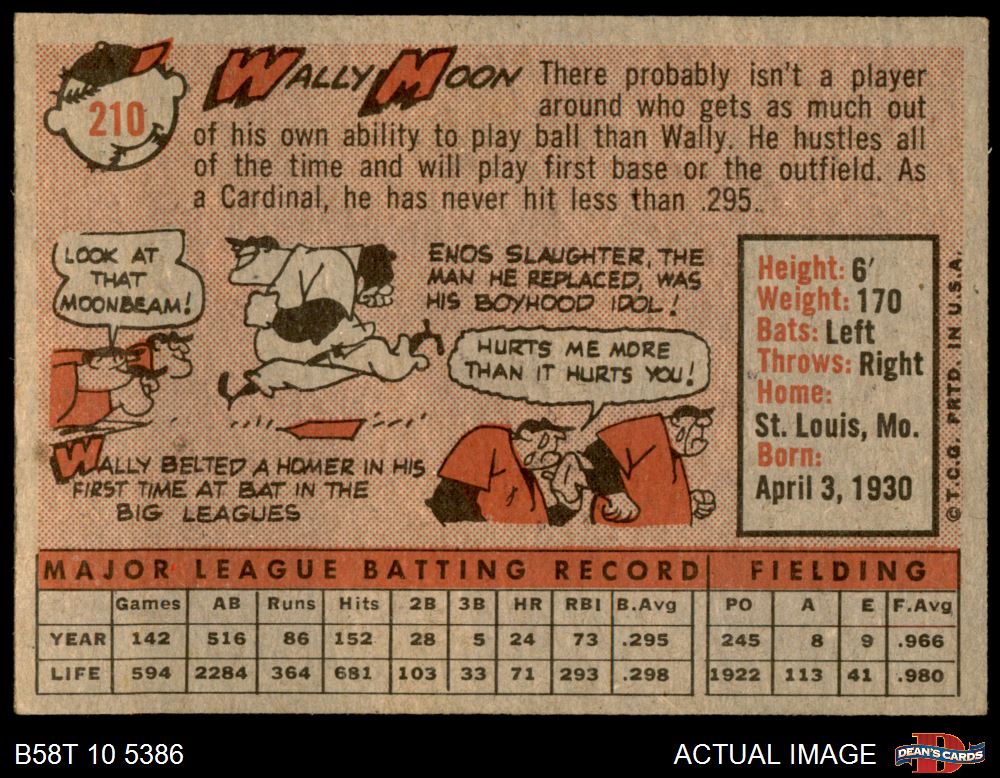 210
WALLY MOON There probably isn't a player
around who gets as much out
of his own ability to play ball than Wally. He hustles all
of the time and will play first base or the outfield. As
a Cardinal, he has never hit less than .295.
LOOK AT
THAT
MOONBEAM!
ENOS SLAUGHTER, THE
MAN HE REPLACED, WAS
HIS BOYHOOD IDOL!
HURTS ME MORE
THAN IT HURTS YOU!
WALLY BELTED A HOMER IN HIS
FIRST TIME AT BAT IN THE
BIG LEAGUES
Height: 6'
Weight: 170
Bats: Left
Throws: Right
Home:
St. Louis, Mo.
Born:
April 3, 1930
© T.C.G. PRTD. IN U.S.A.
MAJOR LEAGUE BATTING RECORD FIELDING
Games AB Runs Hits 2B 3B HR RBI B.Avg PO A E F.Avg
YEAR 142 516 86 152 28 5 24 73 .295 245 8 9 .966
LIFE 594 2284 364 681 103 33 71 293 .298 1922 113 41 .980
B58T 10 5386
ACTUAL IMAGE
DEAN'S CARDS